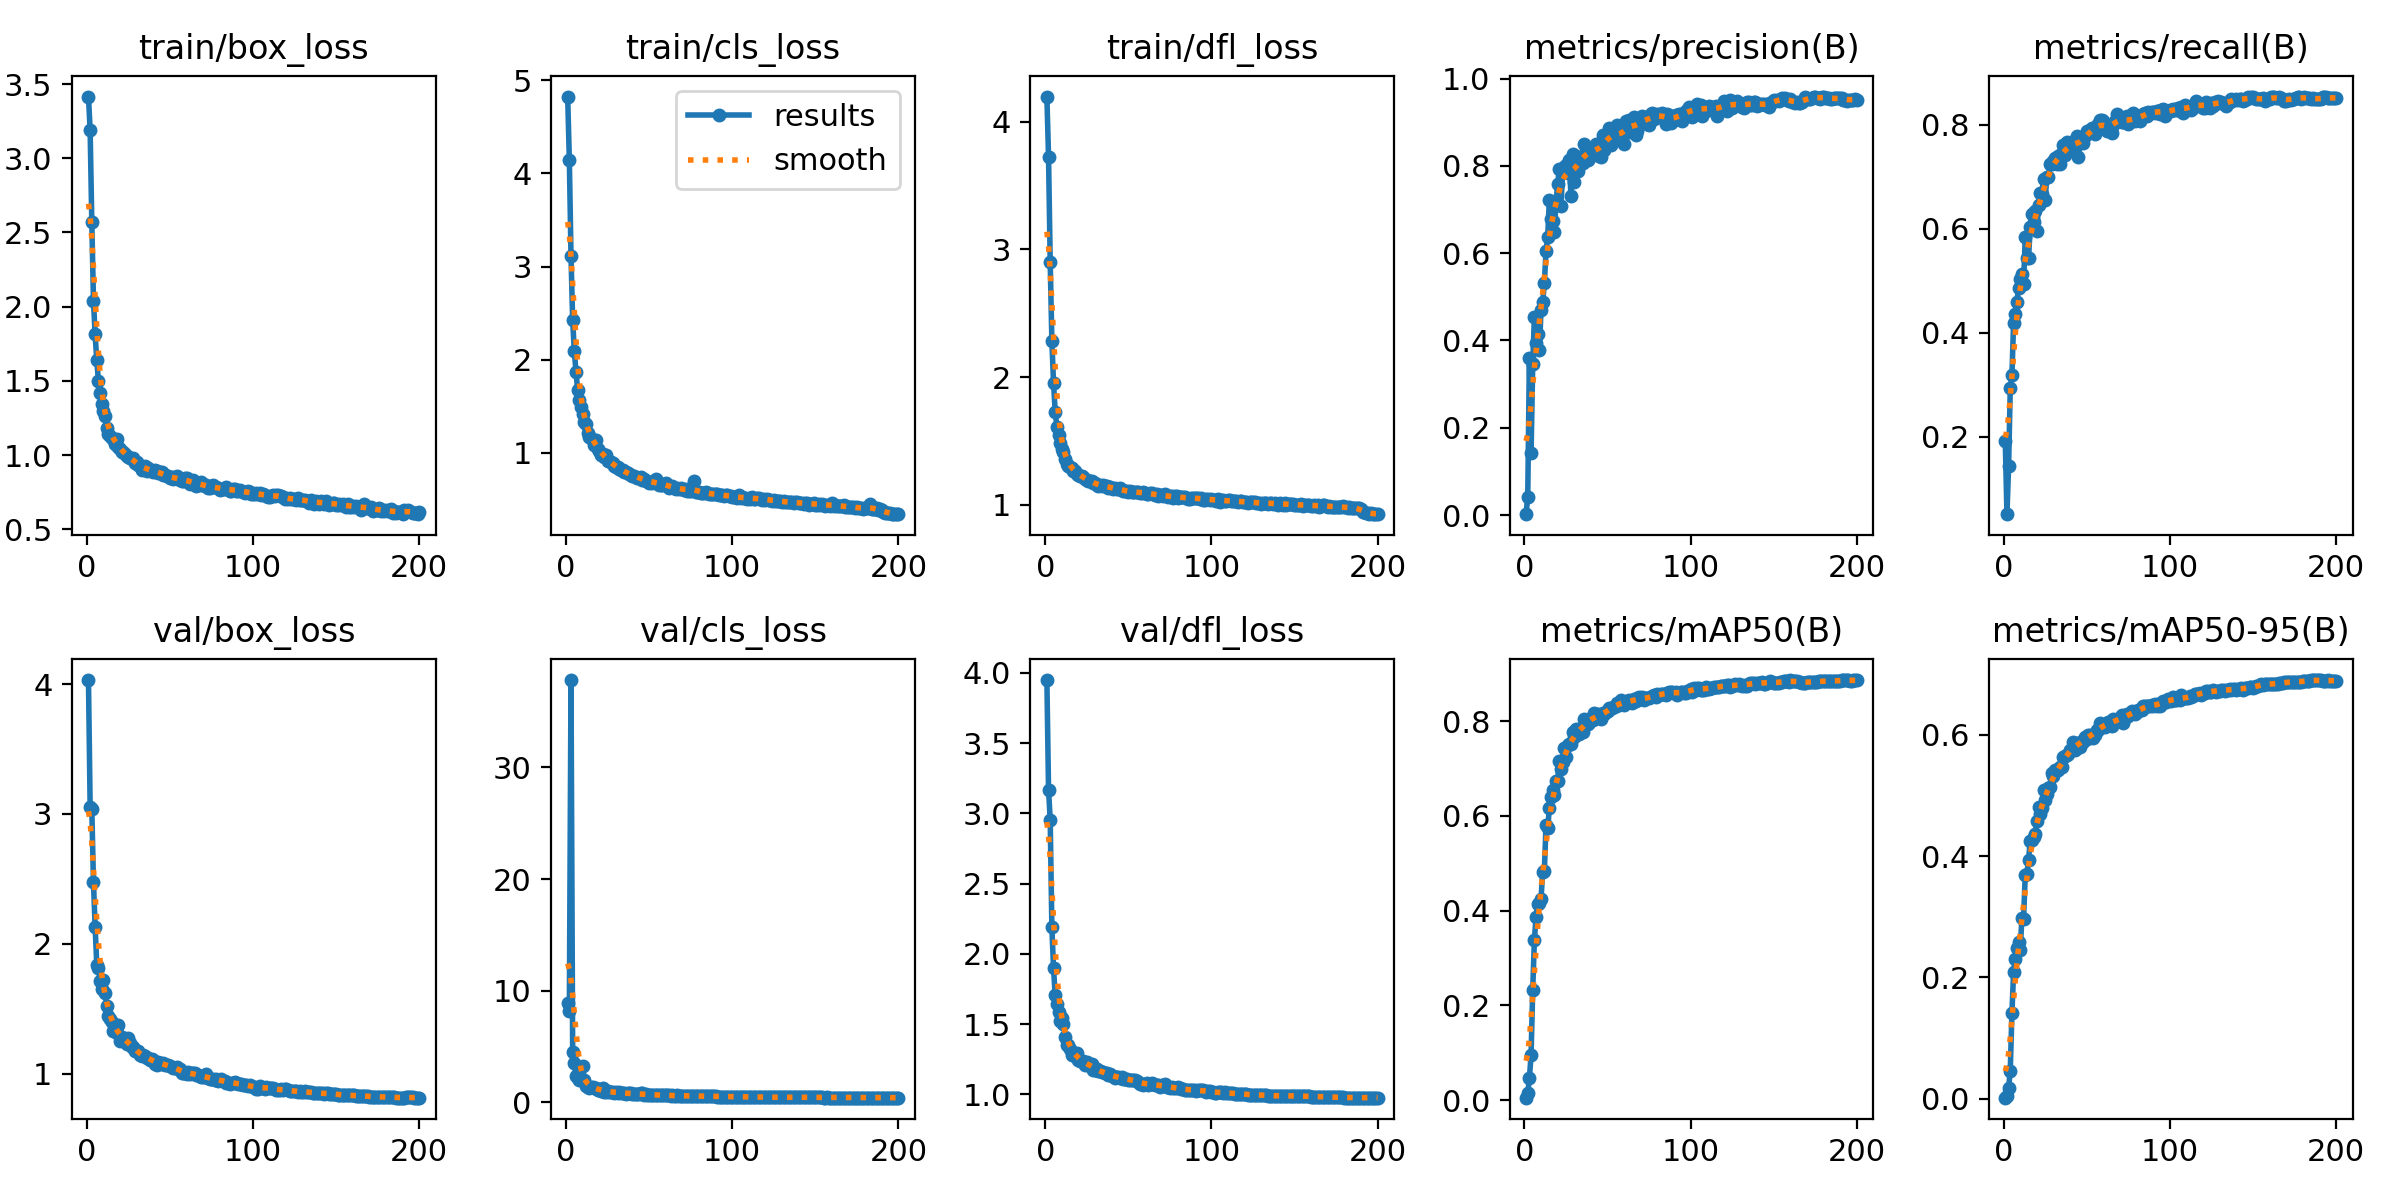 train/box_loss
train/cls_loss
train/dfl_loss
metrics/precision(B)
metrics/recall(B)
3.5
3.0
2.5
2.0
1.5
1.0
0.5
0 100 200
5
4
3
2
1
results
smooth
0 100 200
4
3
2
1
0 100 200
1.0
0.8
0.6
0.4
0.2
0.0
0 100 200
0.8
0.6
0.4
0.2
0 100 200
val/box_loss
val/cls_loss
val/dfl_loss
metrics/mAP50(B)
metrics/mAP50-95(B)
4
3
2
1
0 100 200
30
20
10
0
0 100 200
4.0
3.5
3.0
2.5
2.0
1.5
1.0
0 100 200
0.8
0.6
0.4
0.2
0.0
0 100 200
0.6
0.4
0.2
0.0
0 100 200